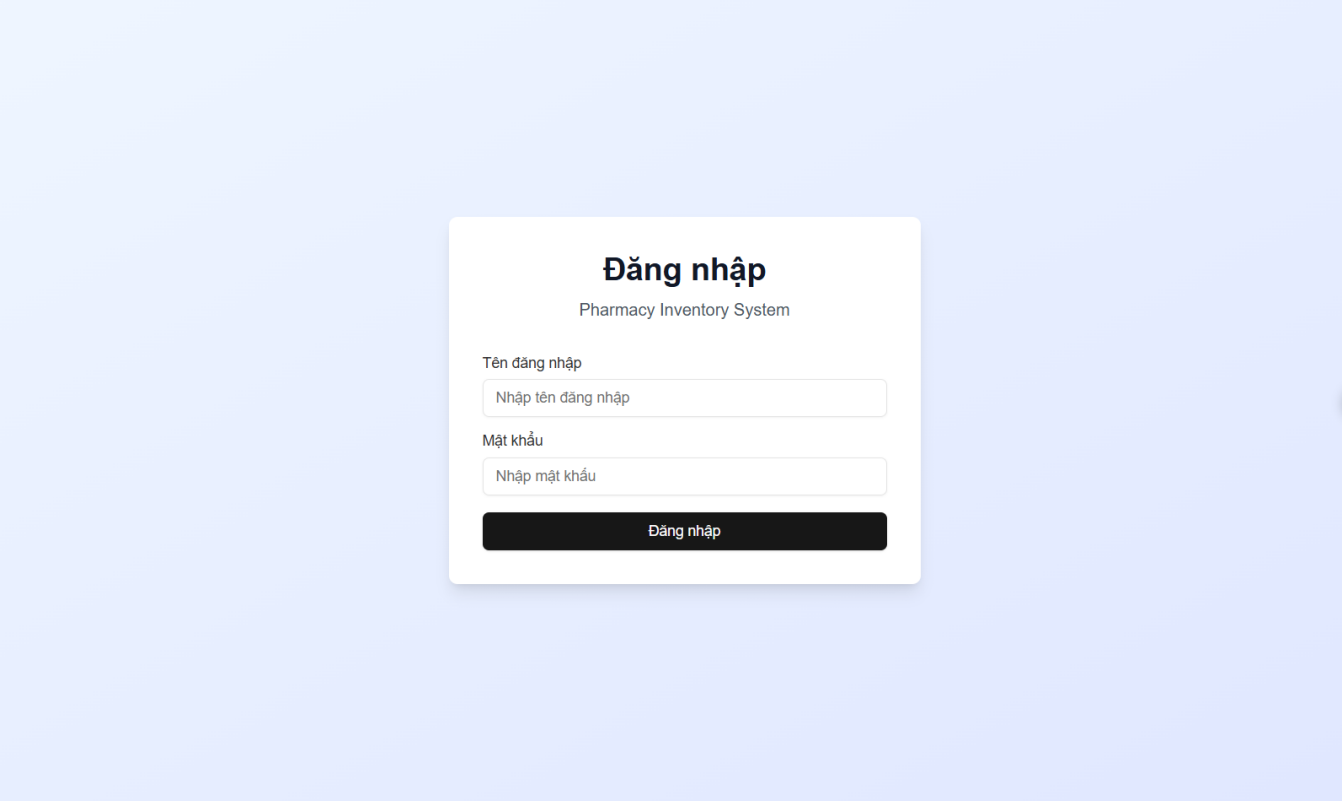 Đăng nhập
Pharmacy Inventory System
Tên đăng nhập
Nhập tên đăng nhập
Mật khẩu
Nhập mật khẩu
Đăng nhập